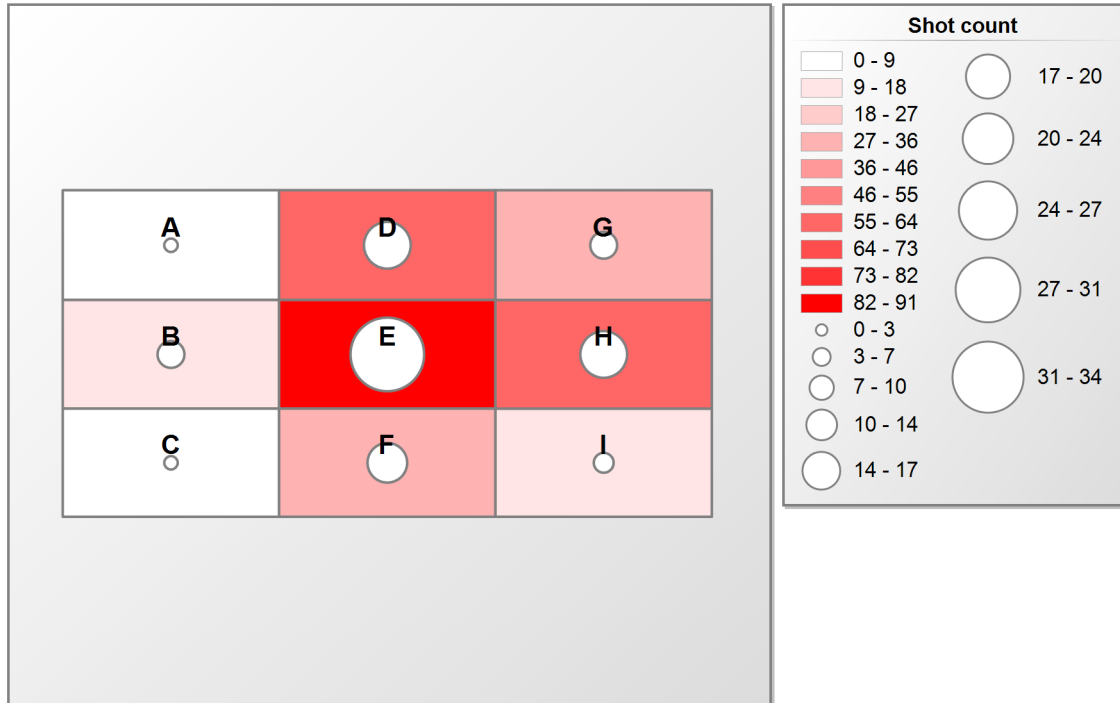 Shot count
0 - 9
9 - 18
18 - 27
27 - 36
36 - 46
46 - 55
55 - 64
64 - 73
73 - 82
82 - 91
0 - 3
3 - 7
7 - 10
10 - 14
14 - 17
17 - 20
20 - 24
24 - 27
27 - 31
31 - 34
A
D
G
B
E
H
C
F
I